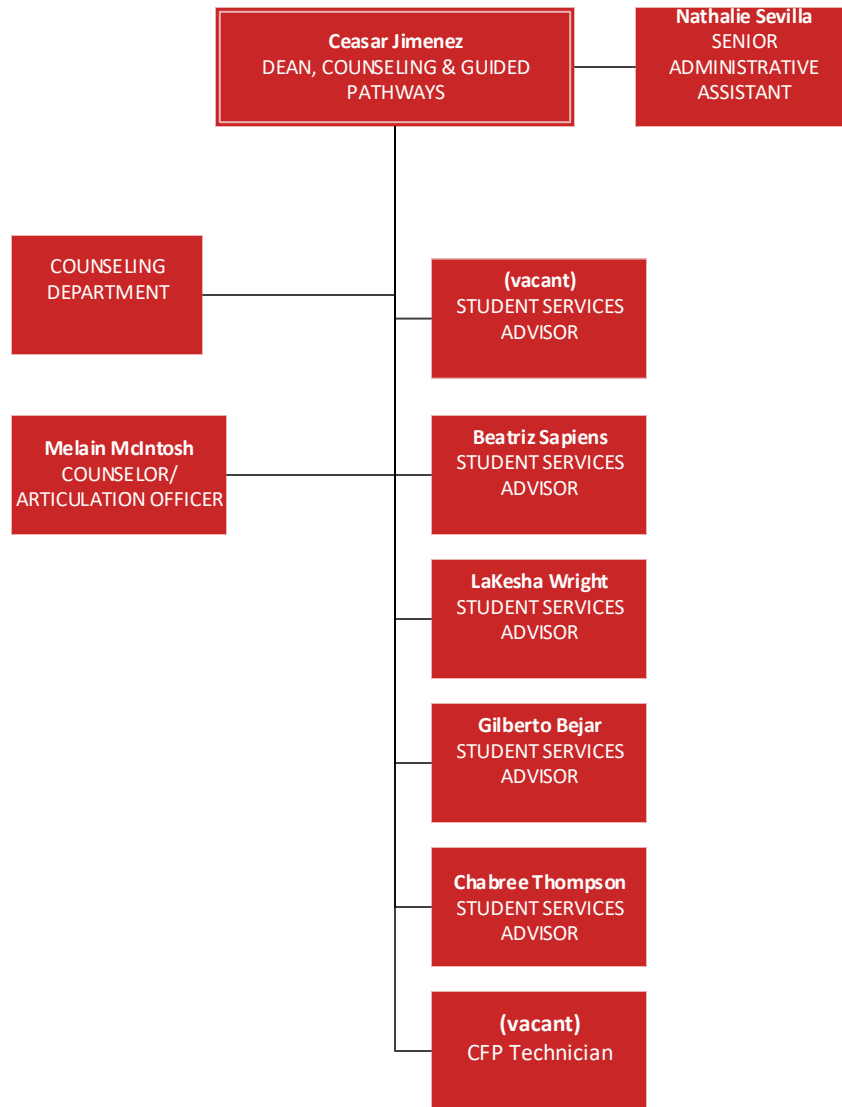 Ceasar Jimenez
DEAN, COUNSELING & GUIDED
PATHWAYS
Nathalie Sevilla
SENIOR
ADMINISTRATIVE
ASSISTANT
COUNSELING
DEPARTMENT
(vacant)
STUDENT SERVICES
ADVISOR
Melain McIntosh
COUNSELOR/
ARTICULATION OFFICER
Beatriz Sapiens
STUDENT SERVICES
ADVISOR
LaKesha Wright
STUDENT SERVICES
ADVISOR
Gilberto Bejar
STUDENT SERVICES
ADVISOR
Chabree Thompson
STUDENT SERVICES
ADVISOR
(vacant)
CFP Technician